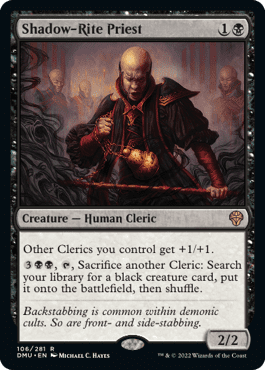 Shadow-Rite Priest 1
Creature — Human Cleric
Other Clerics you control get +1/+1.
3, Sacrifice another Cleric: Search
your library for a black creature card, put
it onto the battlefield, then shuffle.
Backstabbing is common within demonic
cults. So are front- and side-stabbing.
2/2
106/281 R
DMU • EN Michael C. Hayes
™ & © 2022 Wizards of the Coast